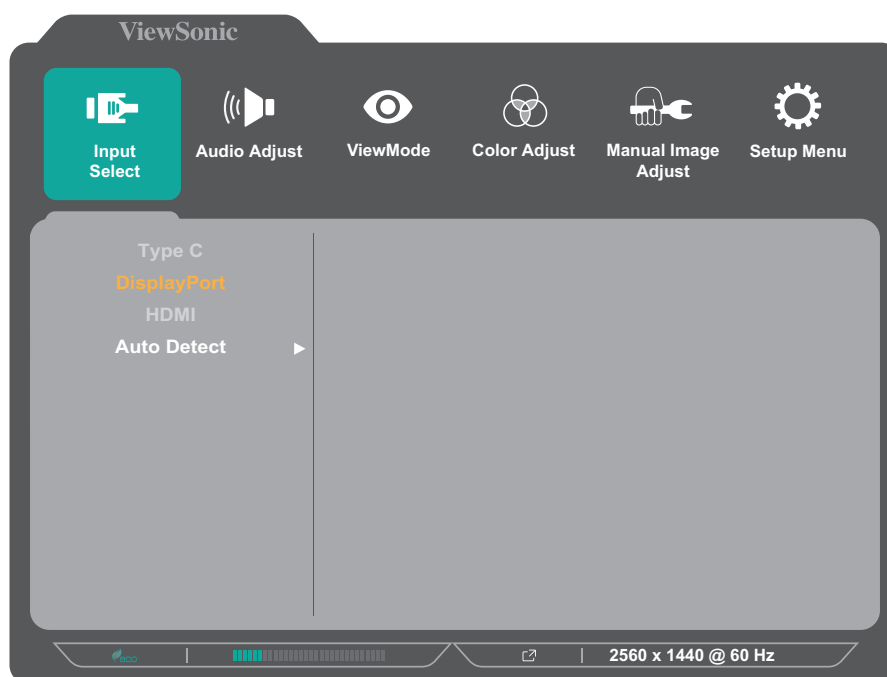 ViewSonic
Input Select
Audio Adjust
ViewMode
Color Adjust
Manual Image Adjust
Setup Menu
Type C
DisplayPort
HDMI
Auto Detect
eco
2560 x 1440 @ 60 Hz